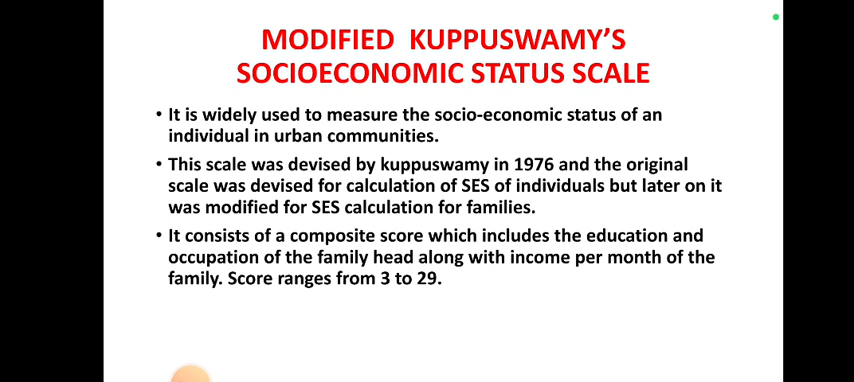 MODIFIED KUPPUSWAMY'S
SOCIOECONOMIC STATUS SCALE
• It is widely used to measure the socio-economic status of an
individual in urban communities.
• This scale was devised by kuppuswamy in 1976 and the original
scale was devised for calculation of SES of individuals but later on it
was modified for SES calculation for families.
• It consists of a composite score which includes the education and
occupation of the family head along with income per month of the
family. Score ranges from 3 to 29.